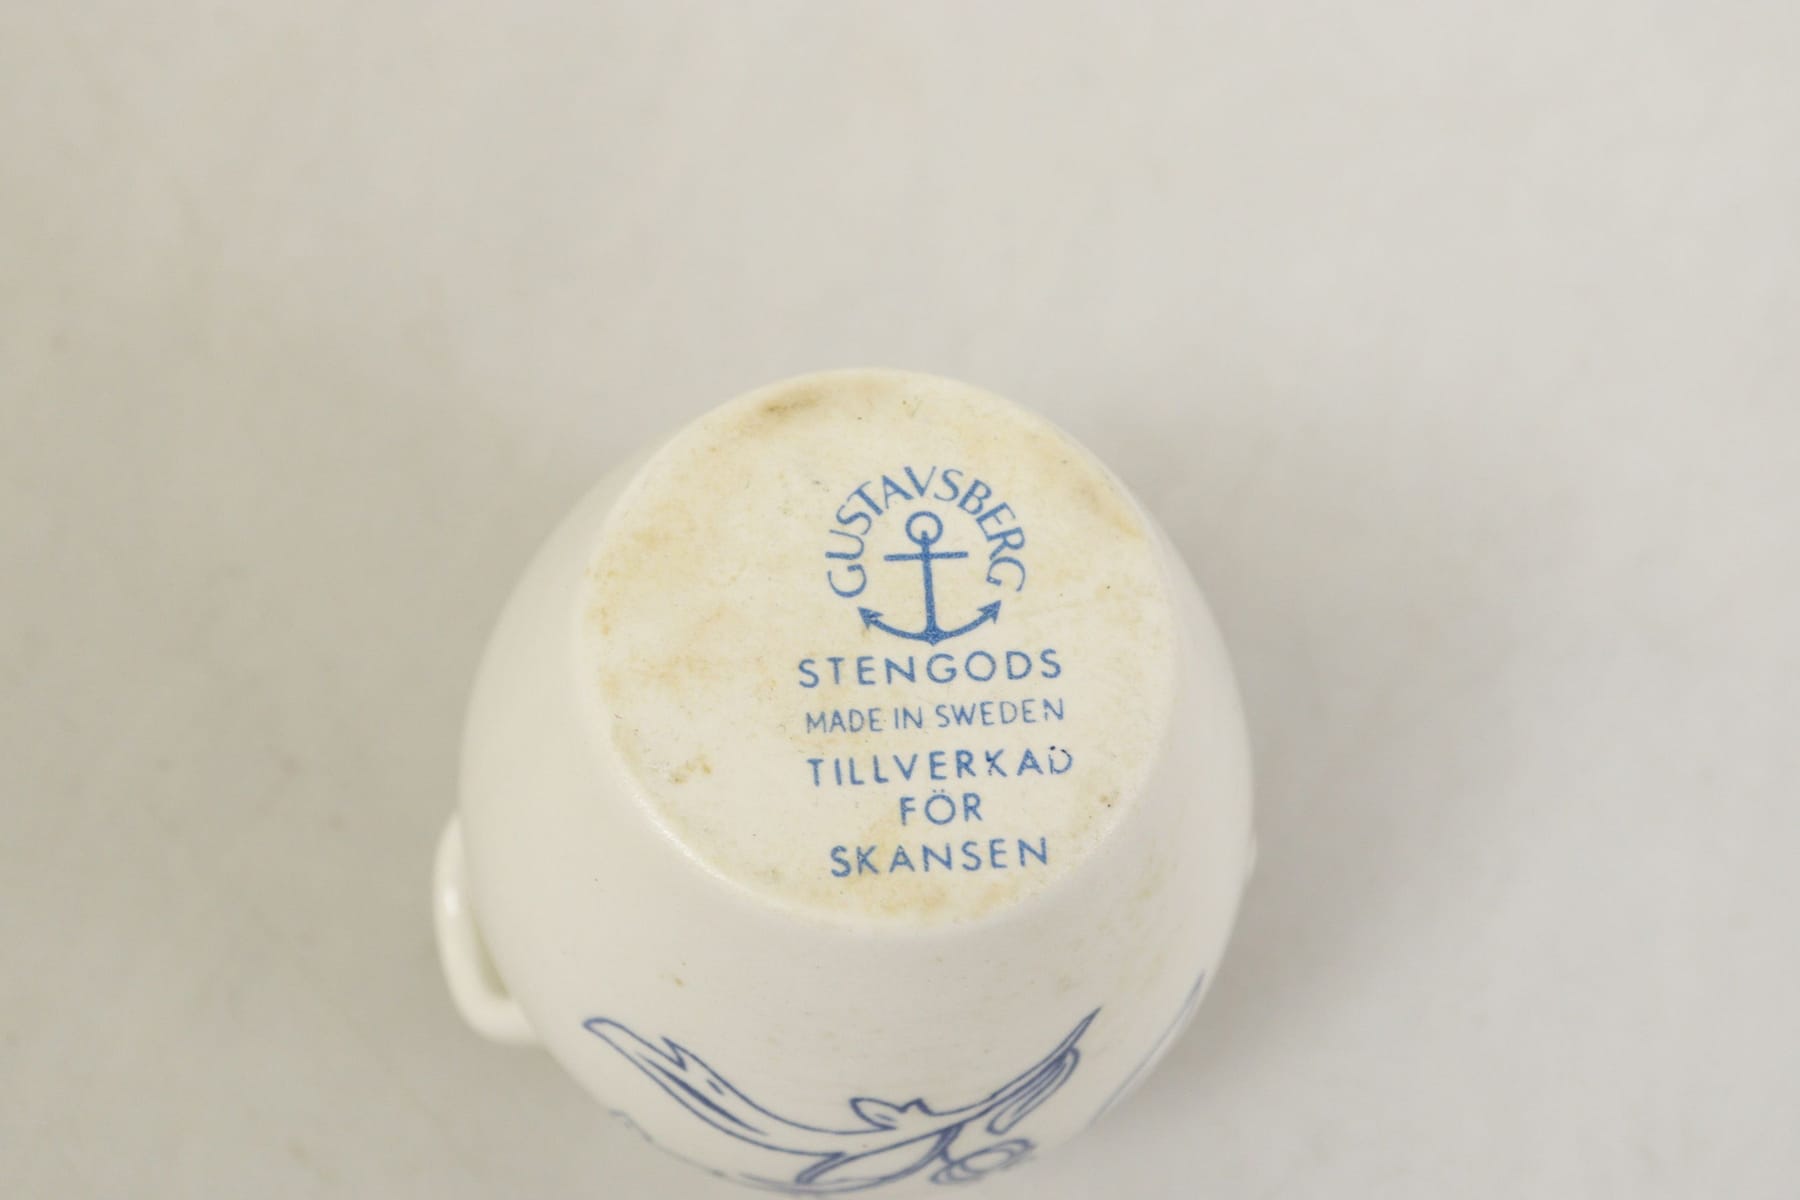 GUSTAVSBERG
STENGODS
MADE IN SWEDEN
TILLVERKAD
FÖR
SKANSEN